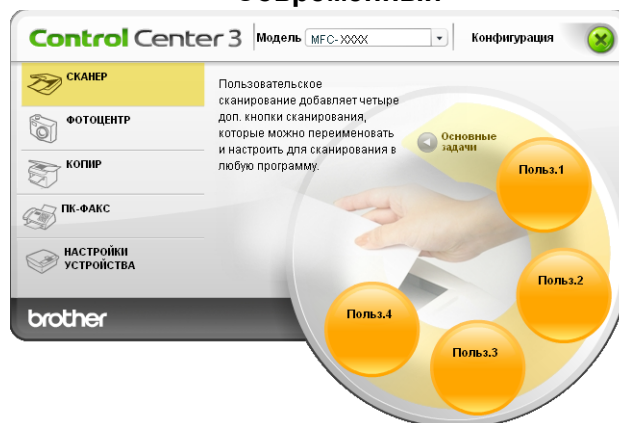 Современный
Control Center 3
Модель MFC-XXXX
Конфигурация
СКАНЕР
ФОТОЦЕНТР
КОПИР
ПК-ФАКС
НАСТРОЙКИ
УСТРОЙСТВА
brother
Пользовательское
сканирование добавляет четыре
доп. кнопки сканирования,
которые можно переименовать
и настроить для сканирования в
любую программу.
Основные
задачи
Польз.1
Польз.2
Польз.3
Польз.4